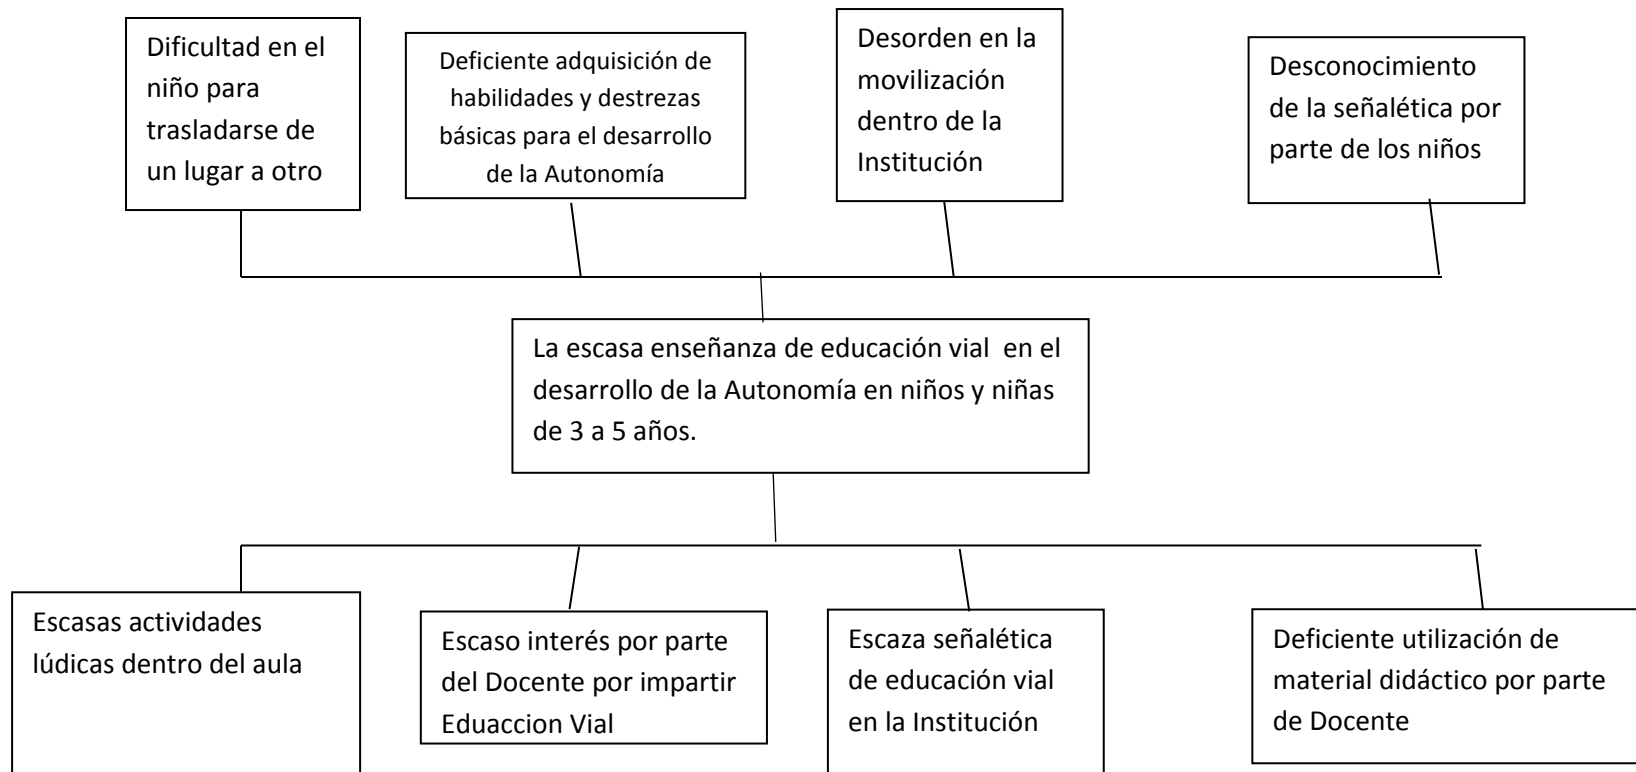 Dificultad en el
niño para
trasladarse de
un lugar a otro
Deficiente adquisición de
habilidades y destrezas
básicas para el desarrollo
de la Autonomía
Desorden en la
movilización
dentro de la
Institución
Desconocimiento
de la señalética por
parte de los niños
La escasa enseñanza de educación vial  en el
desarrollo de la Autonomía en niños y niñas
de 3 a 5 años.
Escasas actividades
lúdicas dentro del aula
Escaso interés por parte
del Docente por impartir
Eduaccion Vial
Escaza señalética
de educación vial
en la Institución
Deficiente utilización de
material didáctico por parte
de Docente